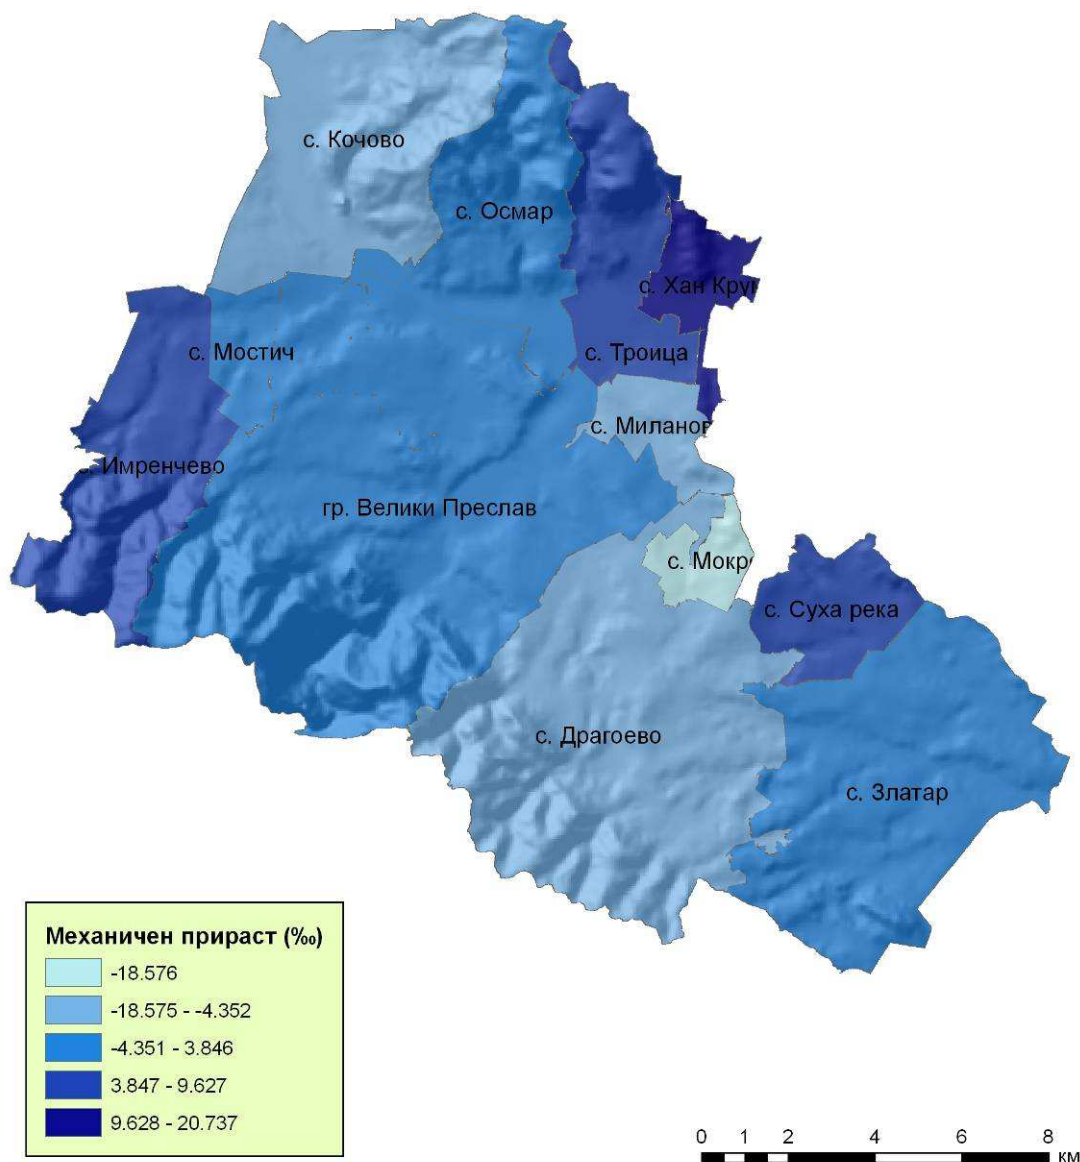 с. Кочово
с. Осмар
с. Хан Кру
с. Мостич
с. Троица
с. Миланов
с. Имренчево
гр. Велики Преслав
с. Мокр
с. Суха река
с. Драгоево
с. Златар
Механичен прираст (‰)
-18.576
-18.575 - -4.352
-4.351 - 3.846
3.847 - 9.627
9.628 - 20.737
0 1 2 4 6 8
км